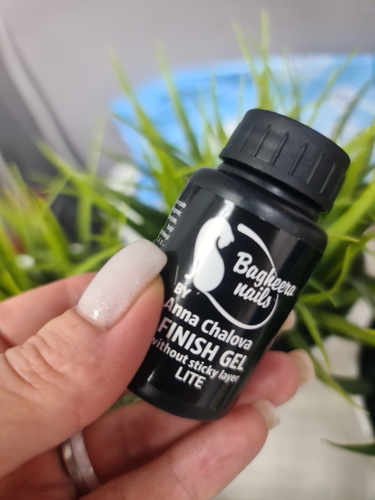 Bagheera
nails
BY
Anna Chalova
FINISH GEL
without sticky layer
LITE